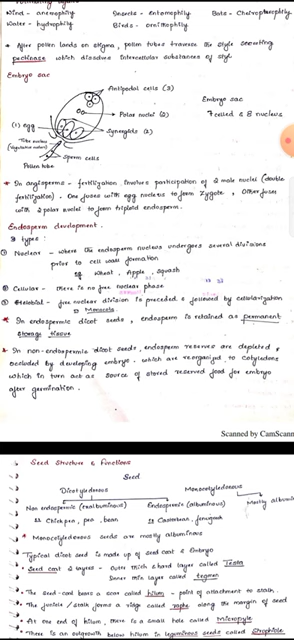 Wind - anemophily Insects - entomophily Bats - Cheiropterophily
Water - hydrophily Birds - ornithophily
* After pollen lands on stigma, pollen tubes traverse the style secreting
pectinase which dissolves intercellular substances of style
Embryo sac
Antipodal cells (3)
Embryo sac
Polar nuclei (2)
7 celled & 8 nucleus
(1) egg
Synergids (2)
Tube nucleus
(Vegetative nucleus)
Sperm cells
Pollen tube
* In angiosperms - fertilization involves participation of 2 male nuclei (double
fertilization). One fuses with egg nucleus to form Zygote, Other fuses
with 2 polar nuclei to form triploid endosperm.
Endosperm development.
3 types:
① Nuclear - where the endosperm nucleus undergoes several divisions
prior to cell wall formation
Eg Wheat, Apple, Squash
② Cellular - there is no free nuclear phase
③ Helobial - free nuclear division is preceded & followed by cellularization
Eg Monocots
* In endospermic dicot seeds, endosperm is retained as permanent
storage tissue
* In non-endospermic dicot seeds, endosperm reserves are depleted &
occluded by developing embryo. which are reorganized to cotyledons
which in turn act as source of stored reserved food for embryo
after germination.
Scanned by CamScann
Seed Structure & Functions
Seed
Dicotyledonous Monocotyledonous
Non endospermic (exalbuminous) Endospermic (albuminous) Mostly albumin
Eg Chickpea, pea, bean Eg Castorbean, fenugreek
* Monocotyledonous seeds are mostly albuminous
Typical dicot seed is made up of seed coat & Embryo
Seed coat 2 layers - outer thick & hard layer called Testa
Inner thin layer called tegmen
* The seed-coat bears a scar called hilum - point of attachment to stalk.
The junics / stalk forms a ridge called raphe along the margin of seed
* At one end of hilum, there is a small hole called micropyle
* There is an outgrowth below hilum in leguminous seeds called Strophiole